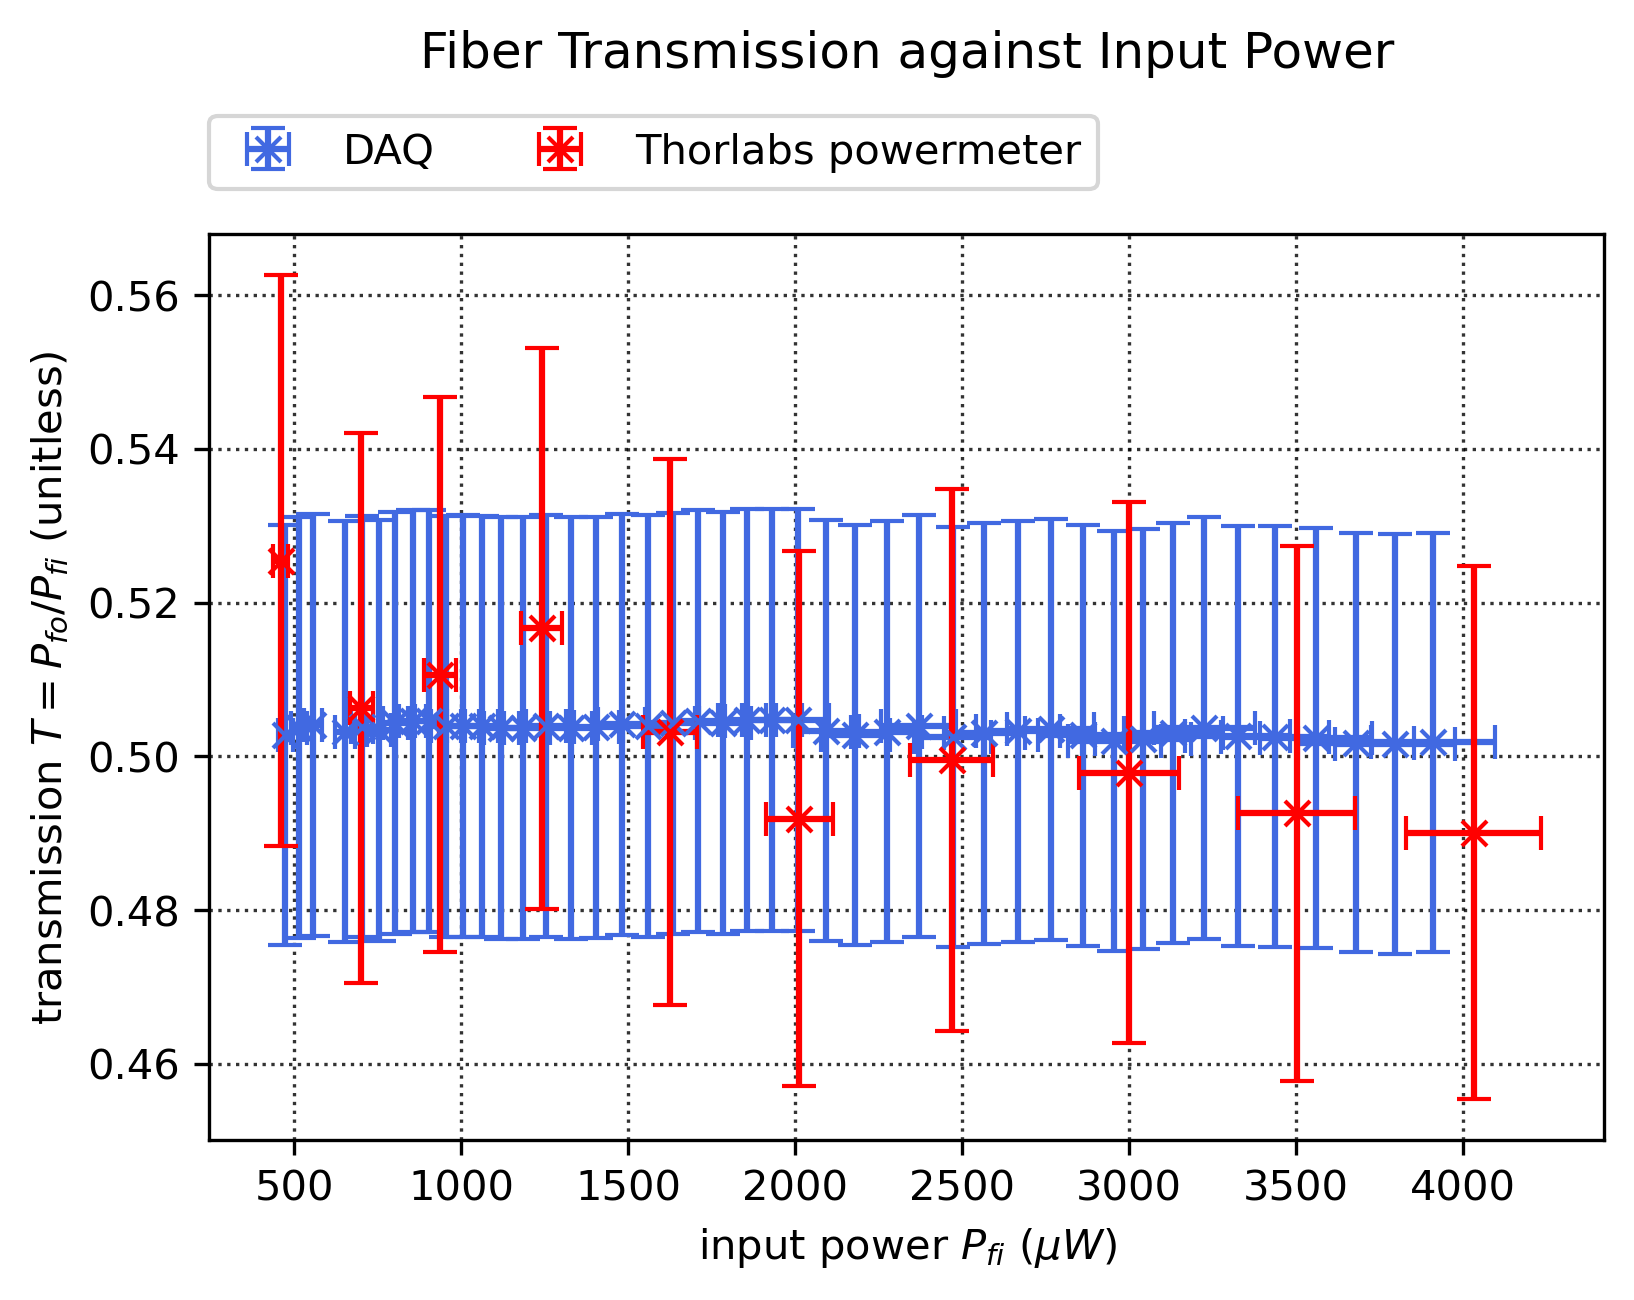 Fiber Transmission against Input Power
DAQ
Thorlabs powermeter
transmission T = P_fo/P_fi (unitless)
0.56
0.54
0.52
0.50
0.48
0.46
500
1000
1500
2000
2500
3000
3500
4000
input power P_fi (μW)